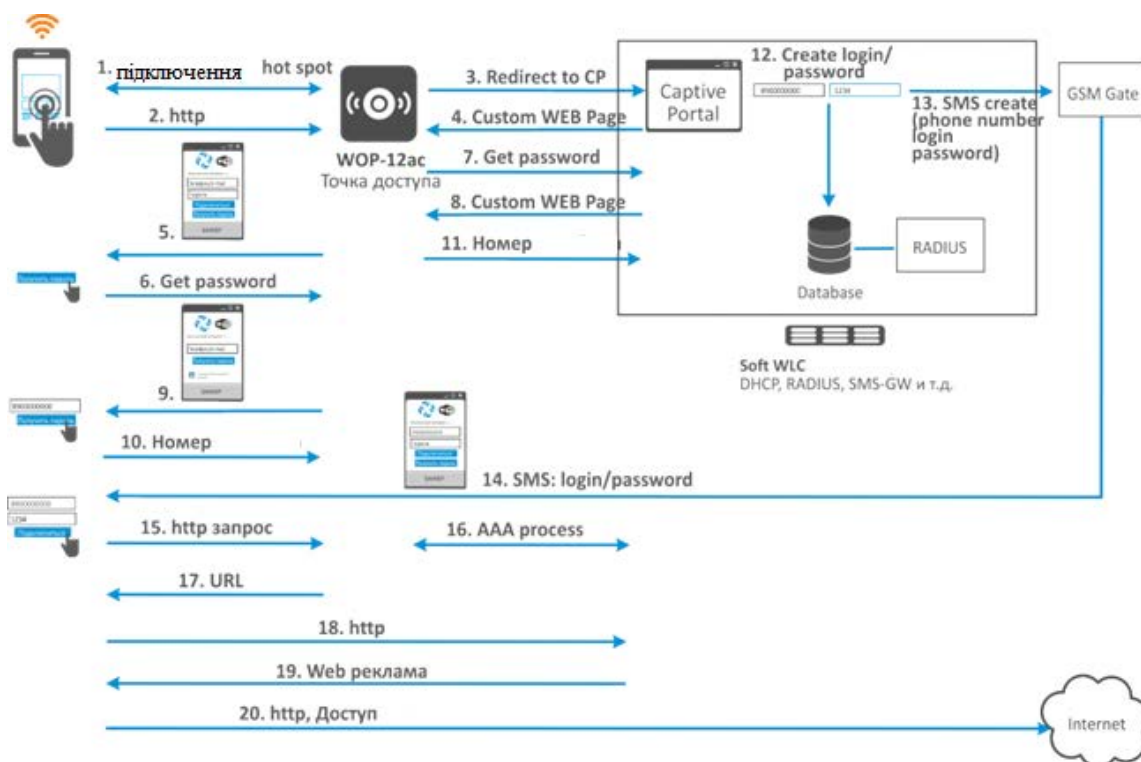 1. підключення hot spot
2. http
WOP-12ac
Точка доступа
3. Redirect to CP
4. Custom WEB Page
7. Get password
8. Custom WEB Page
11. Номер
Captive
Portal
12. Create login/
password
1234
13. SMS create
(phone number
login
password)
GSM Gate
Database
RADIUS
Soft WLC
DHCP, RADIUS, SMS-GW и т.д.
5.
6. Get password
9.
10. Номер
14. SMS: login/password
1234
15. http запрос
16. AAA process
17. URL
18. http
19. Web реклама
20. http, Доступ
Internet